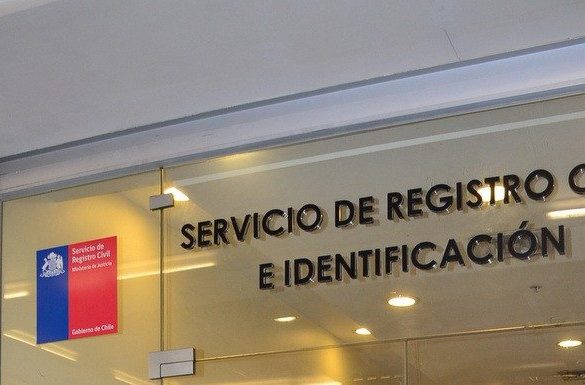 Servicio de
Registro Civil
Ministerio de Justicia
Gobierno de Chile
SERVICIO DE REGISTRO C
E IDENTIFICACIÓN